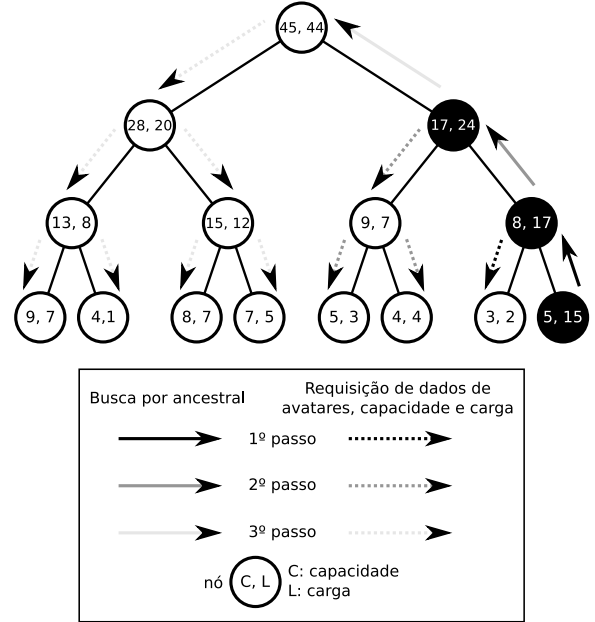 45, 44
28, 20
17, 24
13, 8
15, 12
9, 7
8, 17
9, 7
4,1
8, 7
7, 5
5, 3
4, 4
3, 2
5, 15
Busca por ancestral
Requisição de dados de
avatares, capacidade e carga
1º passo
2º passo
3º passo
nó
C, L
C: capacidade
L: carga